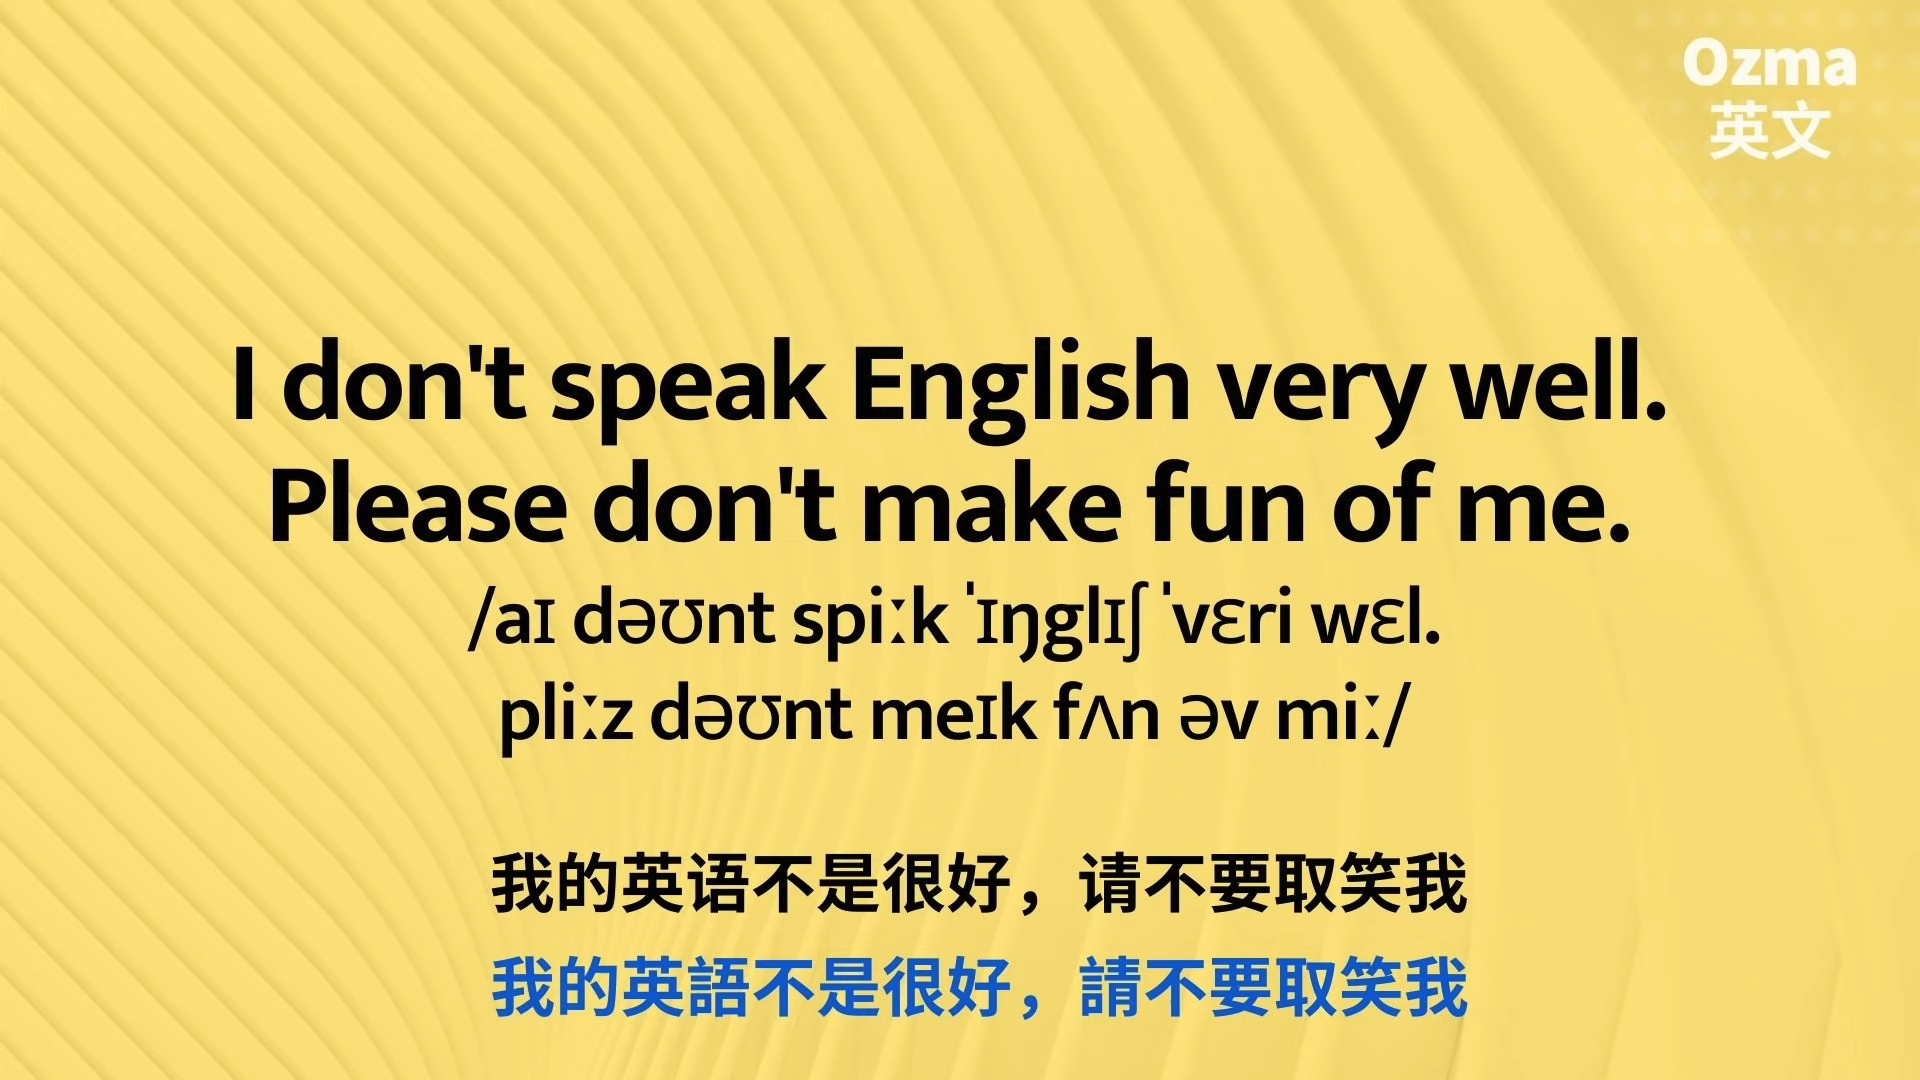 Ozma
英文
I don't speak English very well.
Please don't make fun of me.
/aɪ dəʊnt spiːk ˈɪŋglɪʃ ˈvɛri wɛl.
pliːz dəʊnt meɪk fʌn əv miː/
我的英语不是很好，请不要取笑我
我的英語不是很好，請不要取笑我